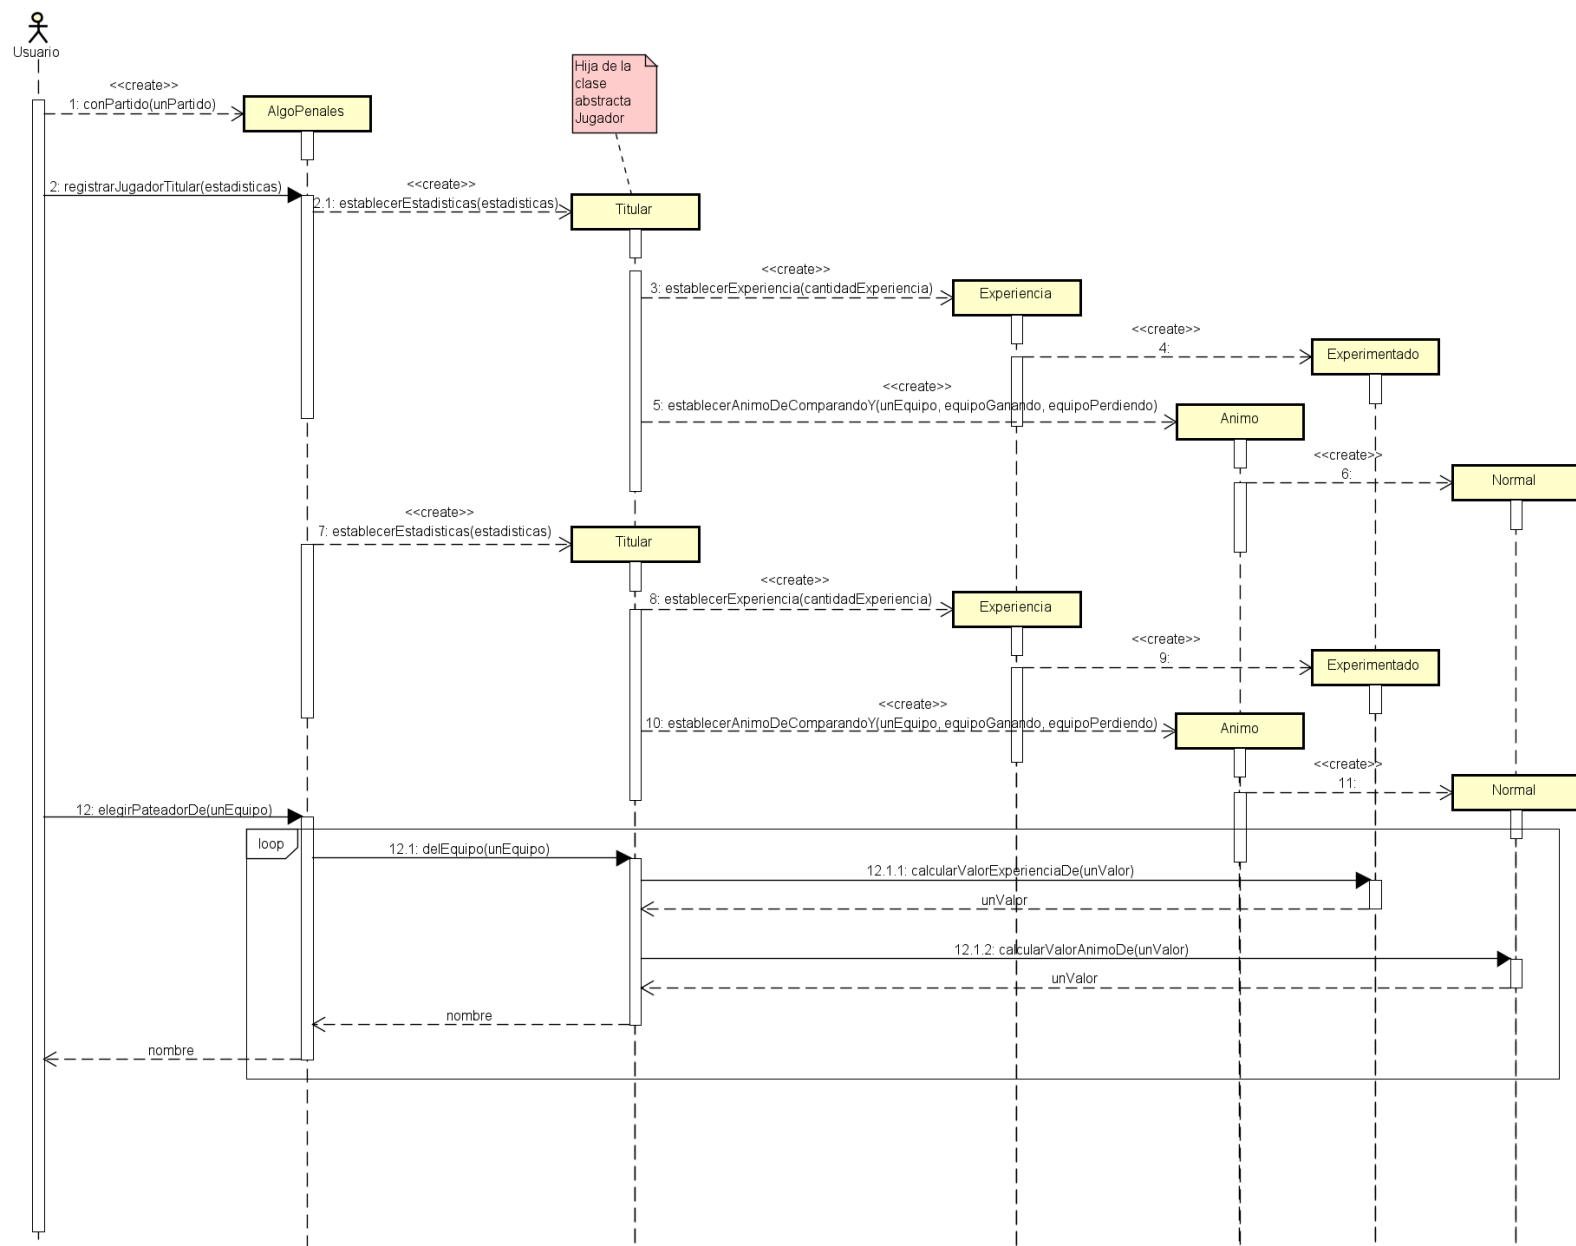 Usuario
<<create>>
1: conPartido(unPartido)
AlgoPenales
Hija de la
clase
abstracta
Jugador
2: registrarJugadorTitular(estadisticas)
<<create>>
2.1: establecerEstadisticas(estadisticas)
Titular
<<create>>
3: establecerExperiencia(cantidadExperiencia)
Experiencia
<<create>>
4:
Experimentado
<<create>>
5: establecerAnimoDeComparandoY(unEquipo, equipoGanando, equipoPerdiendo)
Animo
<<create>>
6:
Normal
<<create>>
7: establecerEstadisticas(estadisticas)
Titular
<<create>>
8: establecerExperiencia(cantidadExperiencia)
Experiencia
<<create>>
9:
Experimentado
<<create>>
10: establecerAnimoDeComparandoY(unEquipo, equipoGanando, equipoPerdiendo)
Animo
<<create>>
11:
Normal
12: elegirPateadorDe(unEquipo)
loop
12.1: delEquipo(unEquipo)
12.1.1: calcularValorExperienciaDe(unValor)
unValor
12.1.2: calcularValorAnimoDe(unValor)
unValor
nombre
nombre